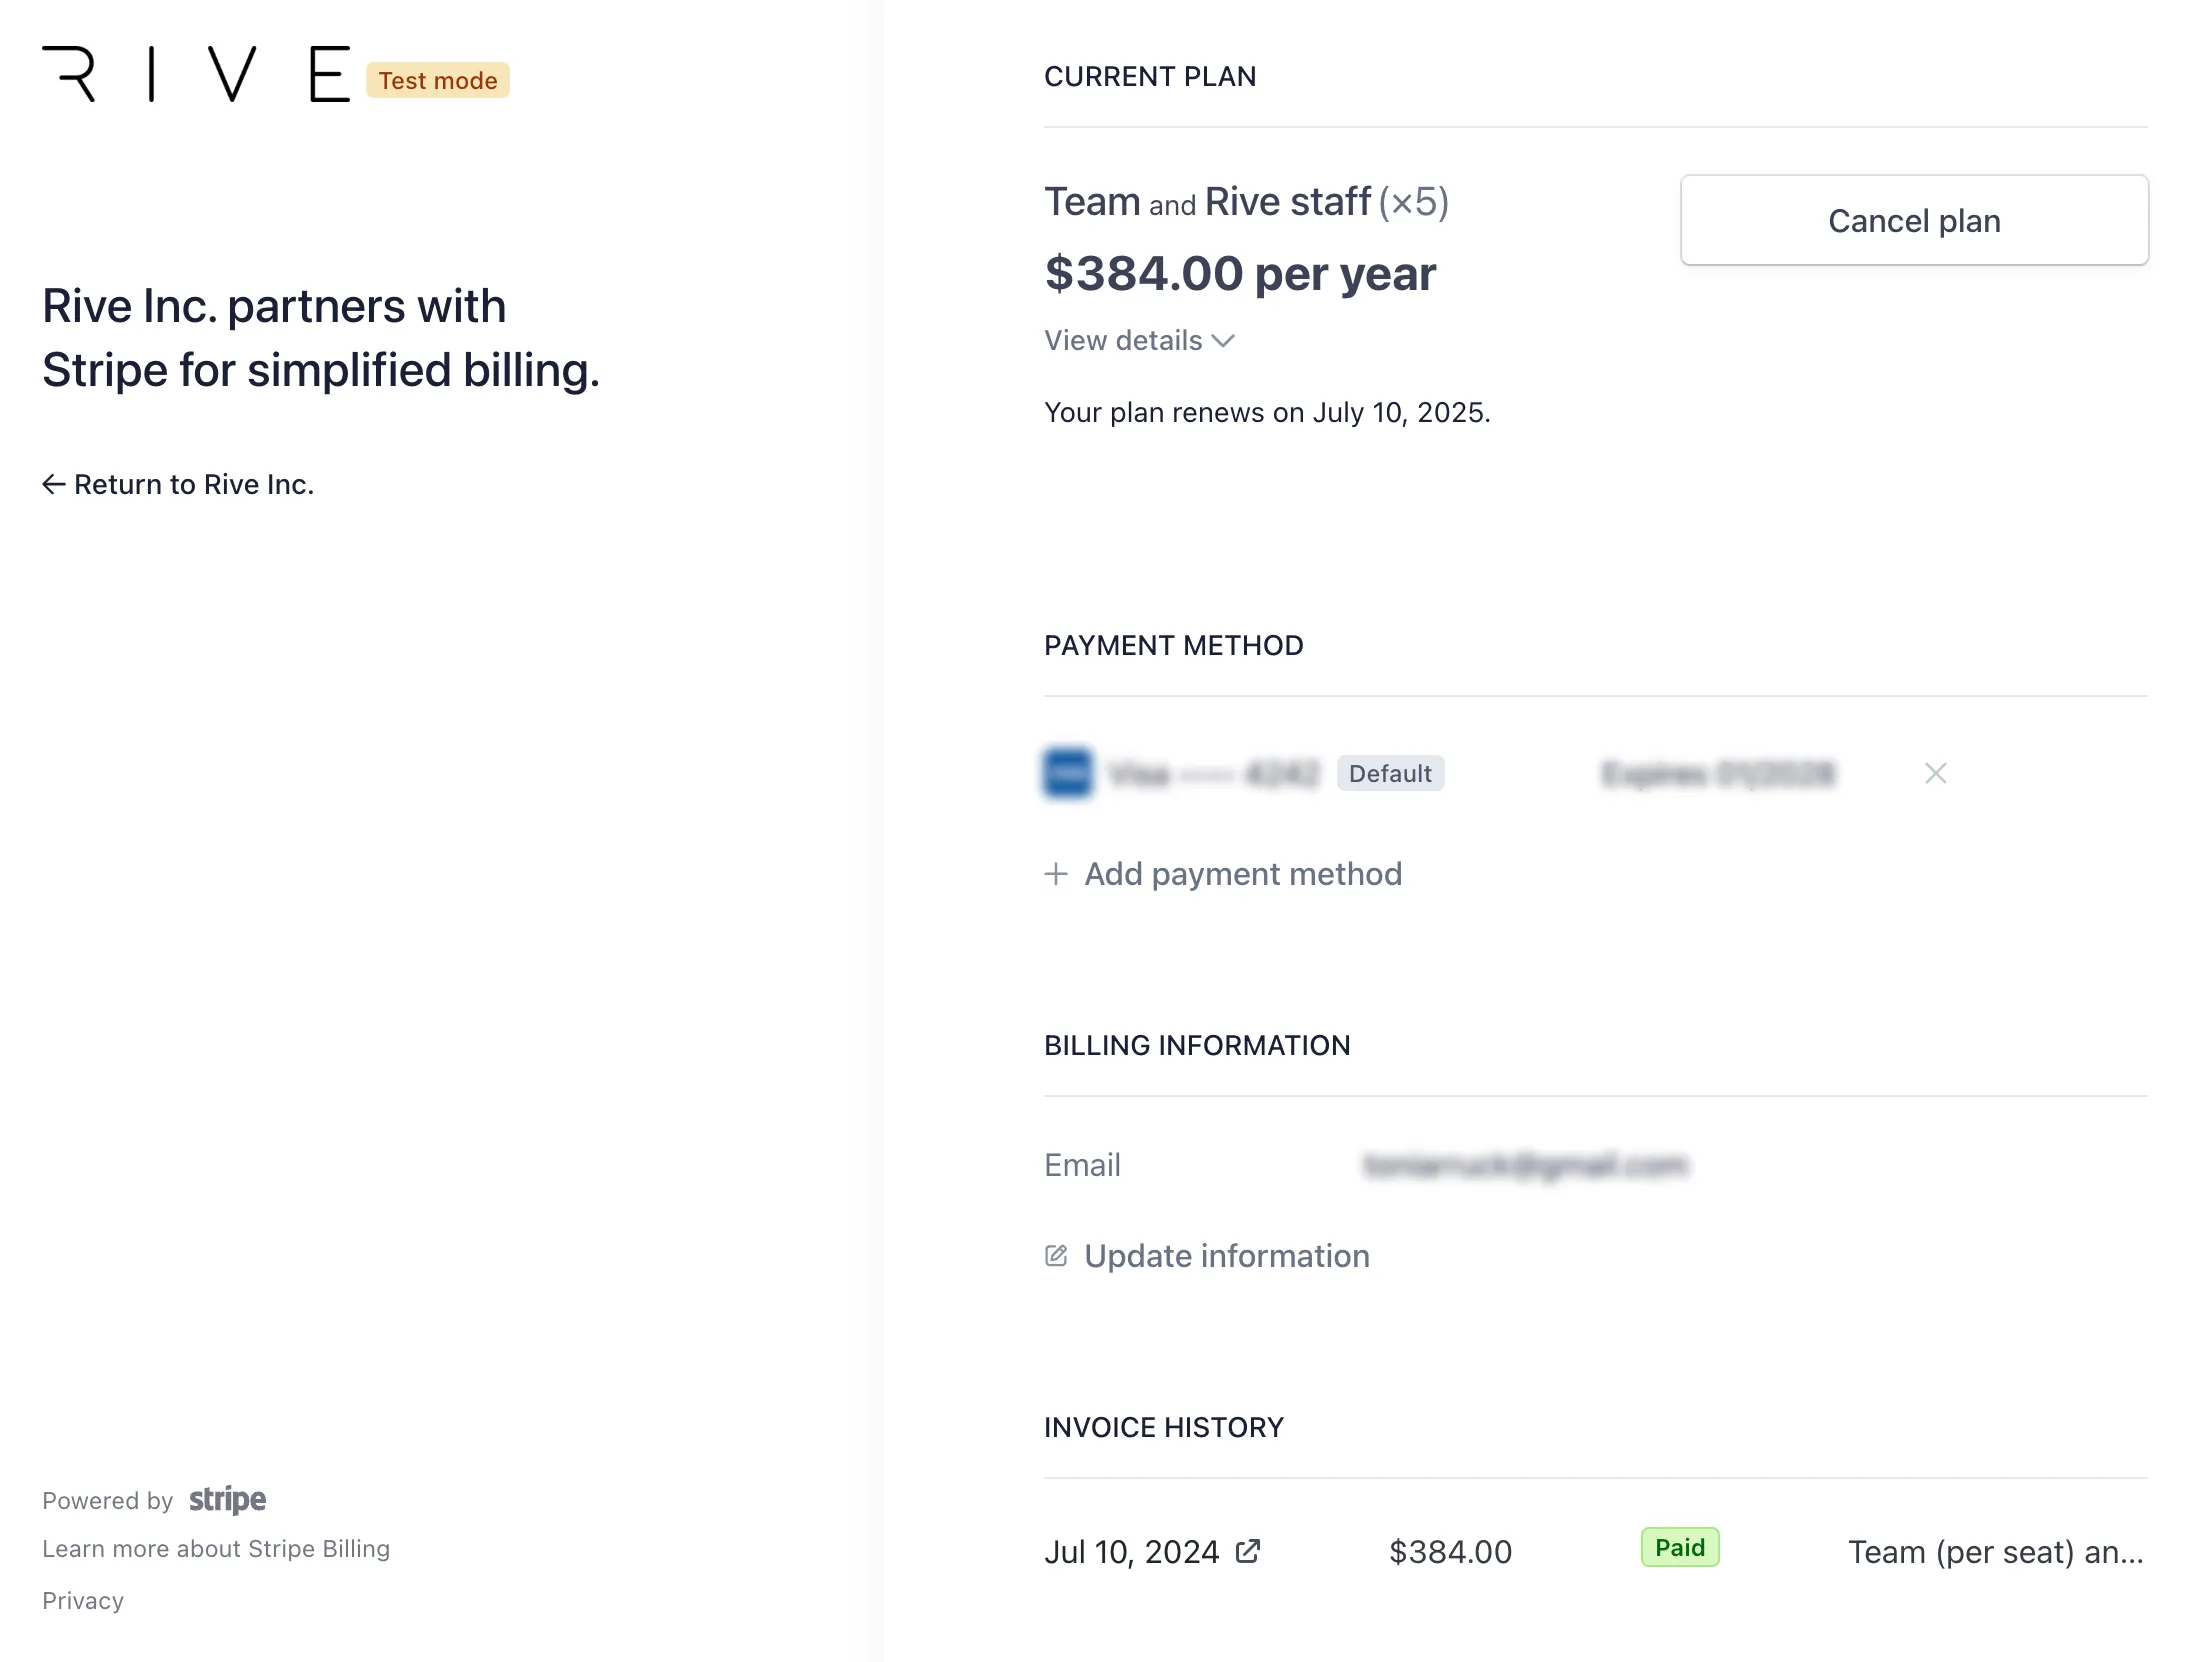 RIVE Test mode
Rive Inc. partners with
Stripe for simplified billing.
← Return to Rive Inc.
Powered by stripe
Learn more about Stripe Billing
Privacy
CURRENT PLAN
Team and Rive staff (×5)
$384.00 per year
Cancel plan
View details
Your plan renews on July 10, 2025.
PAYMENT METHOD
Default
+ Add payment method
BILLING INFORMATION
Email
Update information
INVOICE HISTORY
Jul 10, 2024 $384.00 Paid Team (per seat) an...